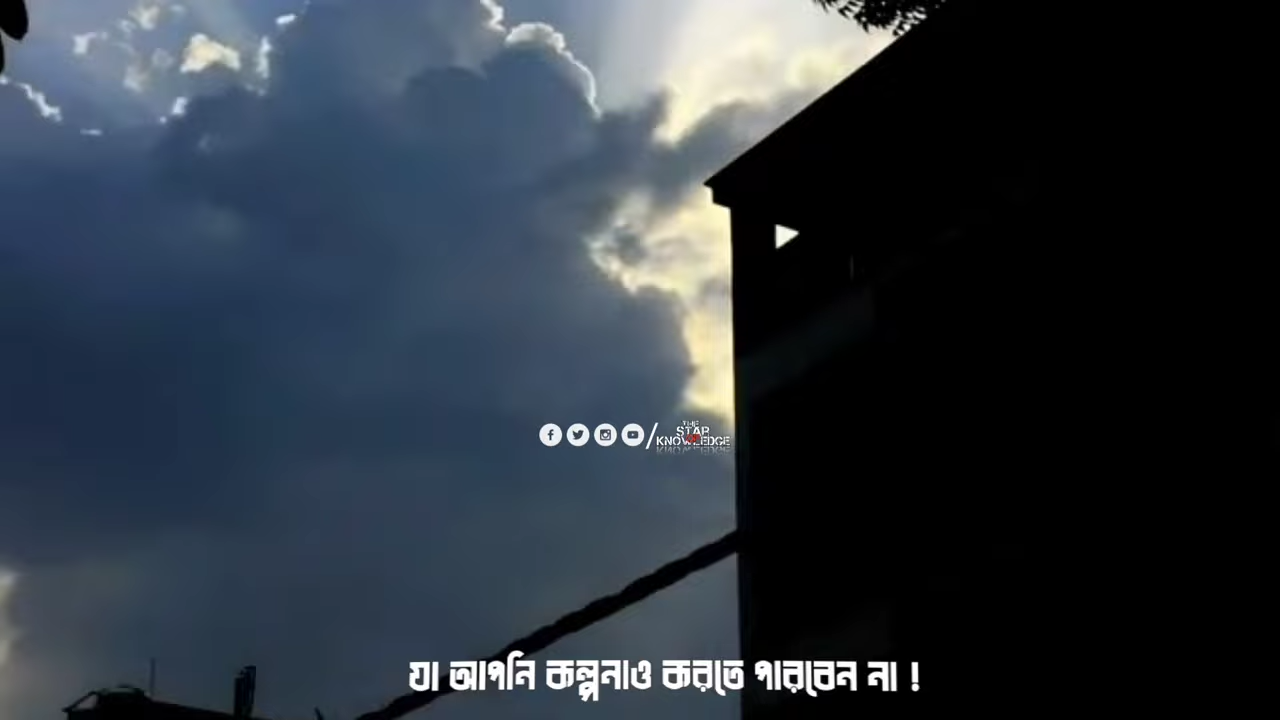 THE
STAR
KNOWLEDGE
যা আপনি কল্পনাও করতে পারবেন না !